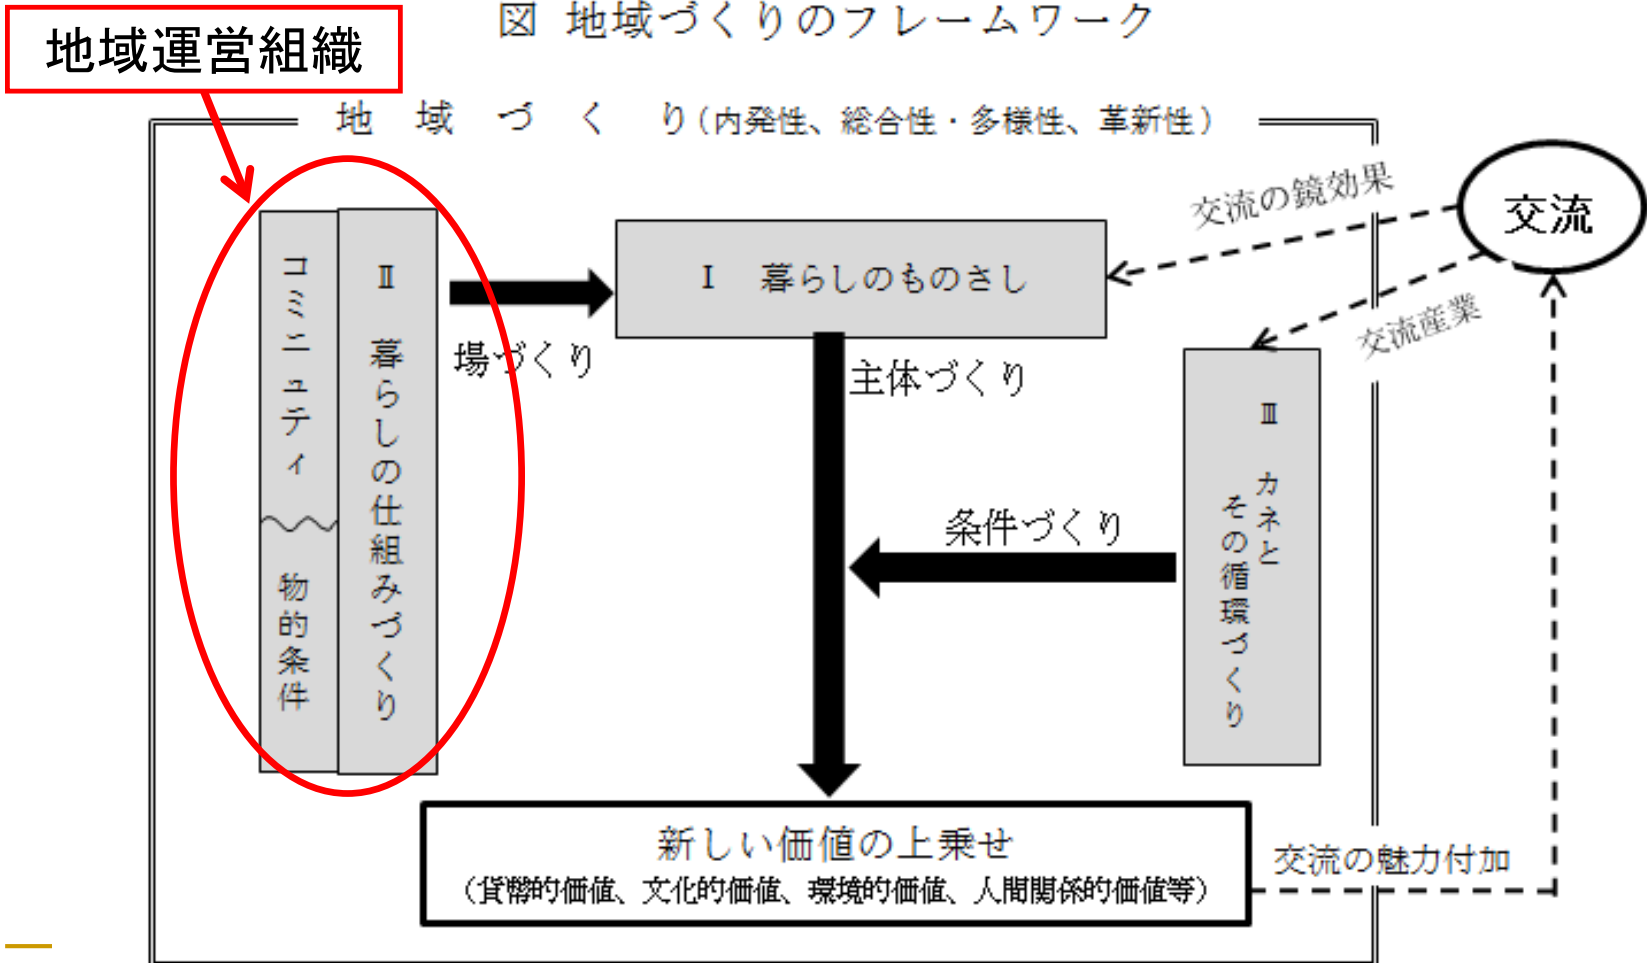 図 地域づくりのフレームワーク
地域運営組織
地域づくり(内発性、総合性・多様性、革新性)
交流の鏡効果
交流
コミニュティ
物的条件
Ⅱ 暮らしの仕組みづくり
Ⅰ 暮らしのものさし
場づくり
主体づくり
交流産業
Ⅲ カネと
その循環づくり
条件づくり
新しい価値の上乗せ
(貨幣的価値、文化的価値、環境的価値、人間関係的価値等)
交流の魅力付加